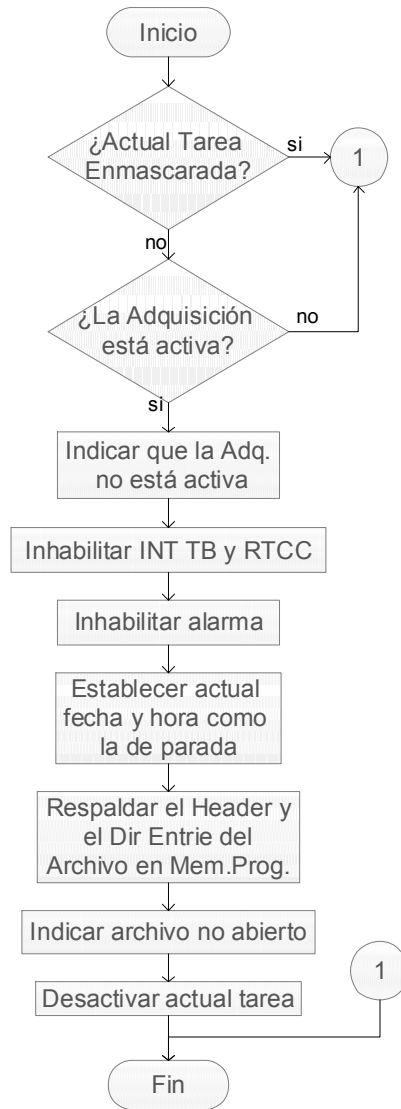 Inicio
¿Actual Tarea
Enmascarada?
si
1
no
¿La Adquisición
está activa?
no
si
Indicar que la Adq.
no está activa
Inhabilitar INT TB y RTCC
Inhabilitar alarma
Establecer actual
fecha y hora como
la de parada
Respaldar el Header y
el Dir Entrie del
Archivo en Mem.Prog.
Indicar archivo no abierto
1
Desactivar actual tarea
Fin